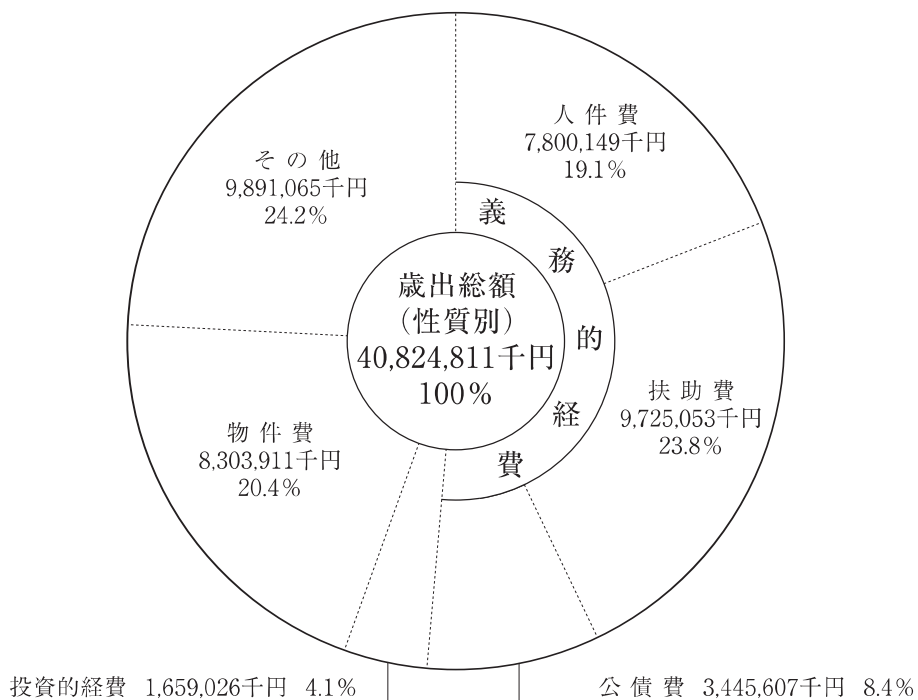 人件費
7,800,149千円
19.1%
その他
9,891,065千円
24.2%
義務的経費
歳出総額
(性質別)
40,824,811千円
100%
扶助費
9,725,053千円
23.8%
物件費
8,303,911千円
20.4%
投資的経費 1,659,026千円 4.1%
公債費 3,445,607千円 8.4%